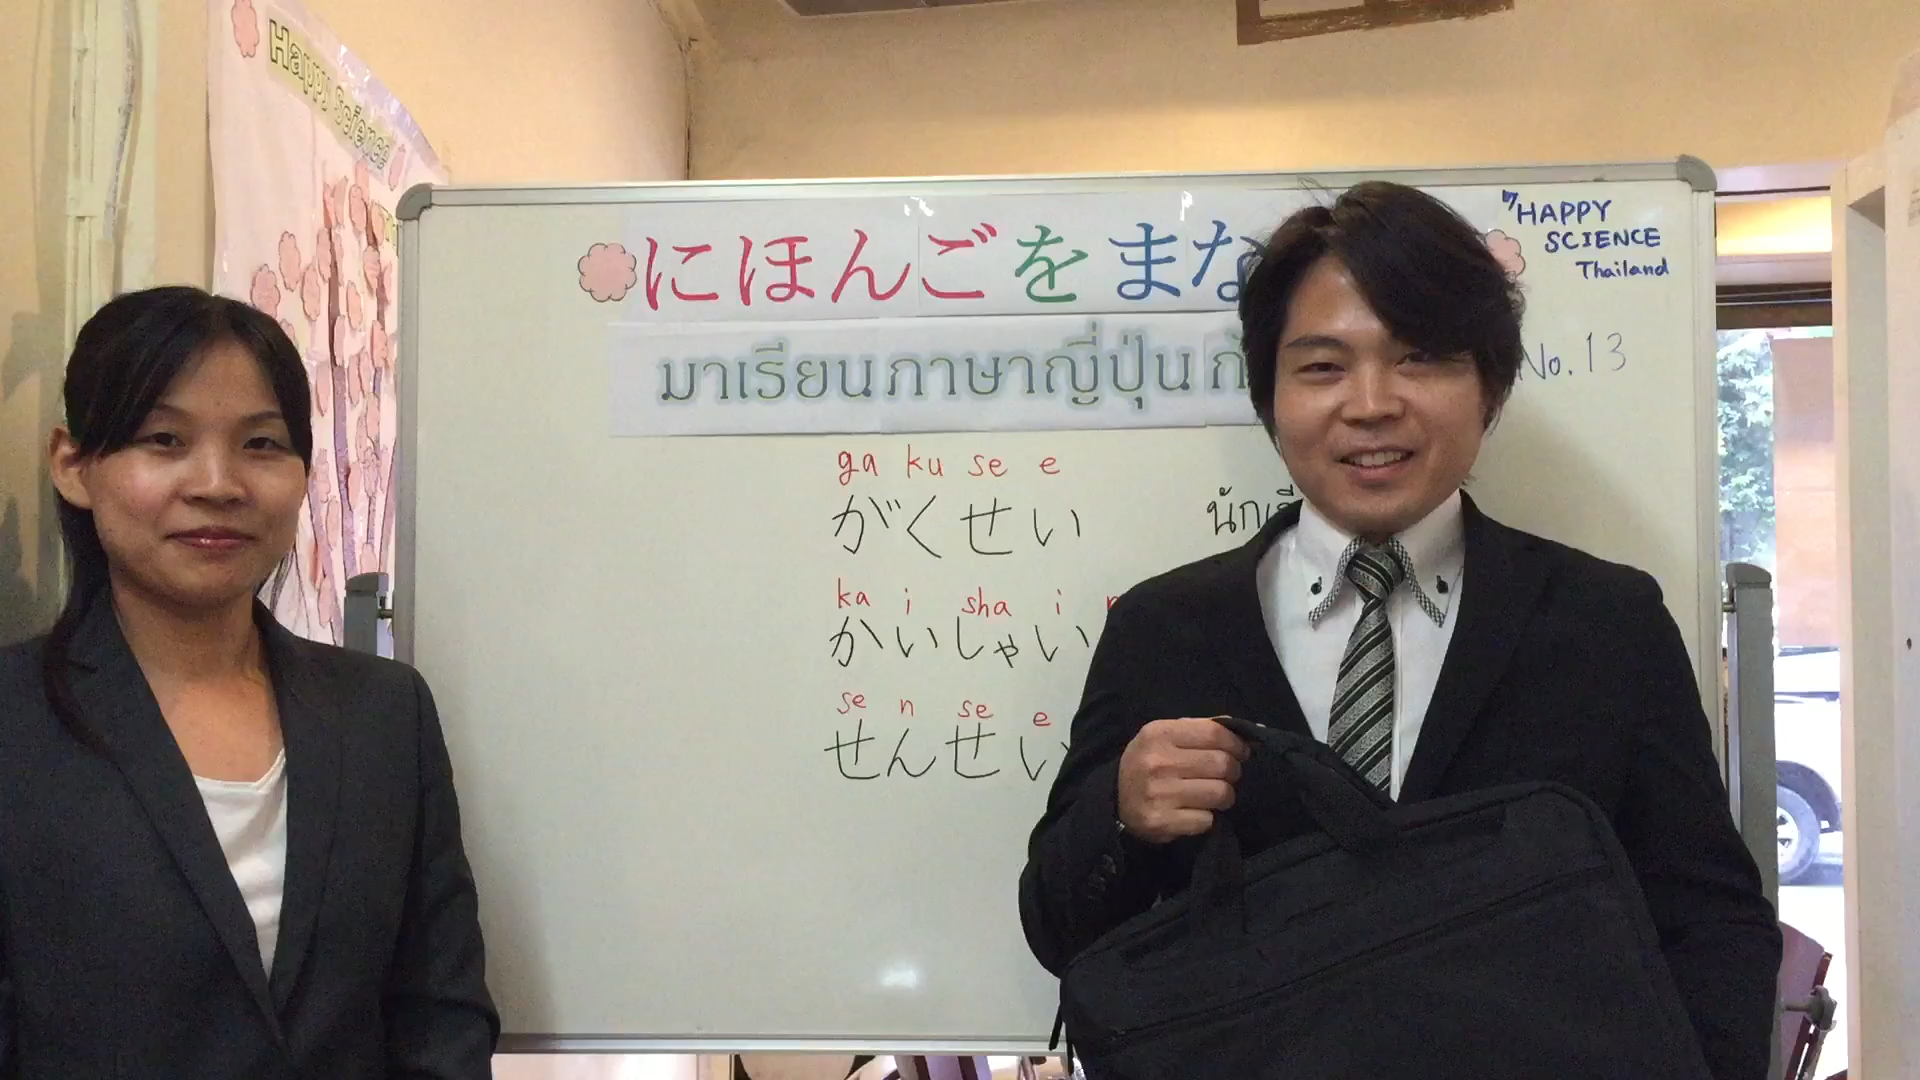 Happy Science
にほんごをまな
HAPPY
SCIENCE
Thailand
มาเรียนภาษาญี่ปุ่น
No.13
ga ku se e
がくせい
ka i sha i
かいしゃい
se n se e
せんせい